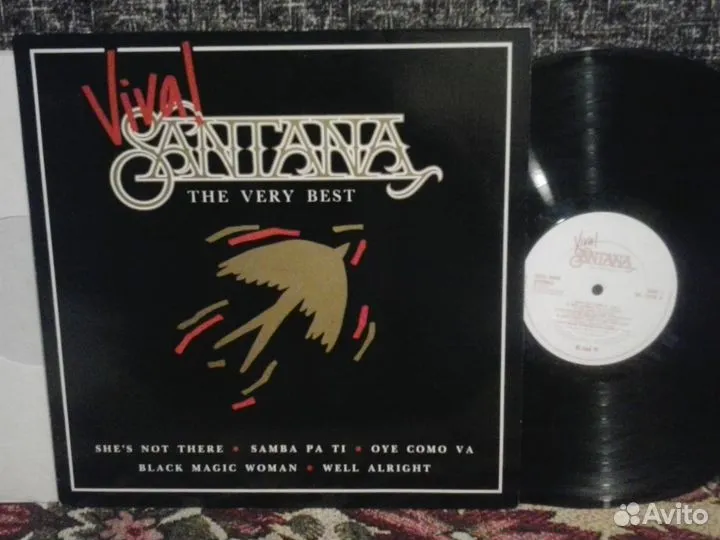 Viva!
SANTANA
THE VERY BEST
SHE'S NOT THERE • SAMBA PA TI • OYE COMO VA
BLACK MAGIC WOMAN • WELL ALRIGHT
Viva!
SANTANA
Avito